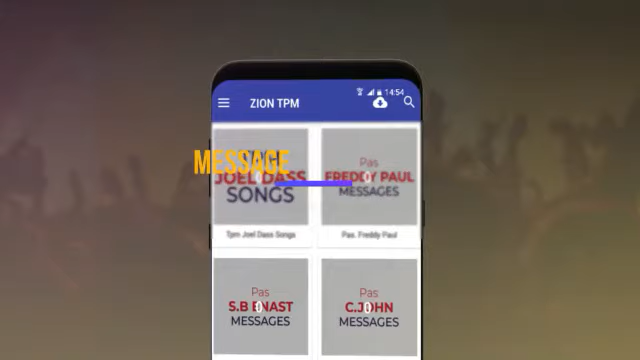 14:54
ZION TPM
MESSAGE
JOEL DASS
SONGS
Tpm Joel Dass Songs
Pas
FREDDY PAUL
MESSAGES
Pas. Freddy Paul
Pas
S.B ENAST
MESSAGES
Pas
C.JOHN
MESSAGES